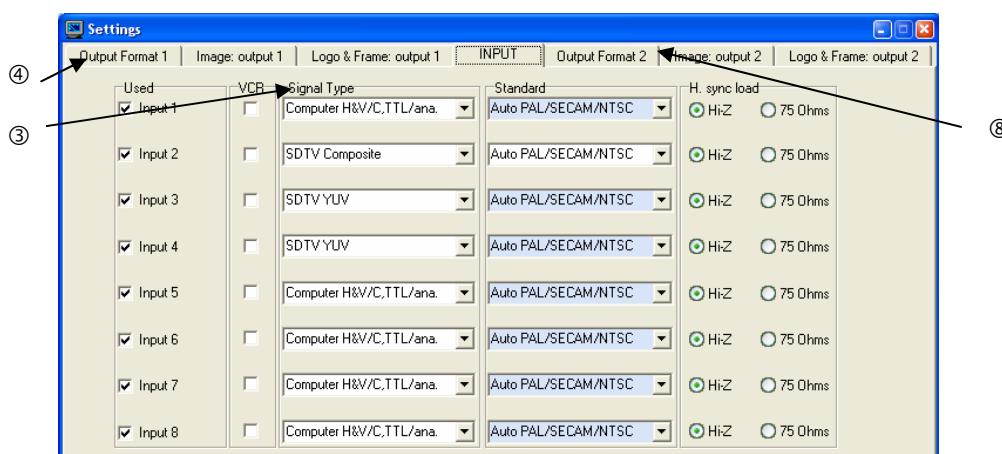 Settings
Output Format 1 Image: output 1 Logo & Frame: output 1 INPUT Output Format 2 Image: output 2 Logo & Frame: output 2
④
③
⑧
Used VCR Signal Type Standard H. sync load
Input 1 Computer H&V/C,TTL/ana. Auto PAL/SECAM/NTSC Hi-Z 75 Ohms
Input 2 SDTV Composite Auto PAL/SECAM/NTSC Hi-Z 75 Ohms
Input 3 SDTV YUV Auto PAL/SECAM/NTSC Hi-Z 75 Ohms
Input 4 SDTV YUV Auto PAL/SECAM/NTSC Hi-Z 75 Ohms
Input 5 Computer H&V/C,TTL/ana. Auto PAL/SECAM/NTSC Hi-Z 75 Ohms
Input 6 Computer H&V/C,TTL/ana. Auto PAL/SECAM/NTSC Hi-Z 75 Ohms
Input 7 Computer H&V/C,TTL/ana. Auto PAL/SECAM/NTSC Hi-Z 75 Ohms
Input 8 Computer H&V/C,TTL/ana. Auto PAL/SECAM/NTSC Hi-Z 75 Ohms